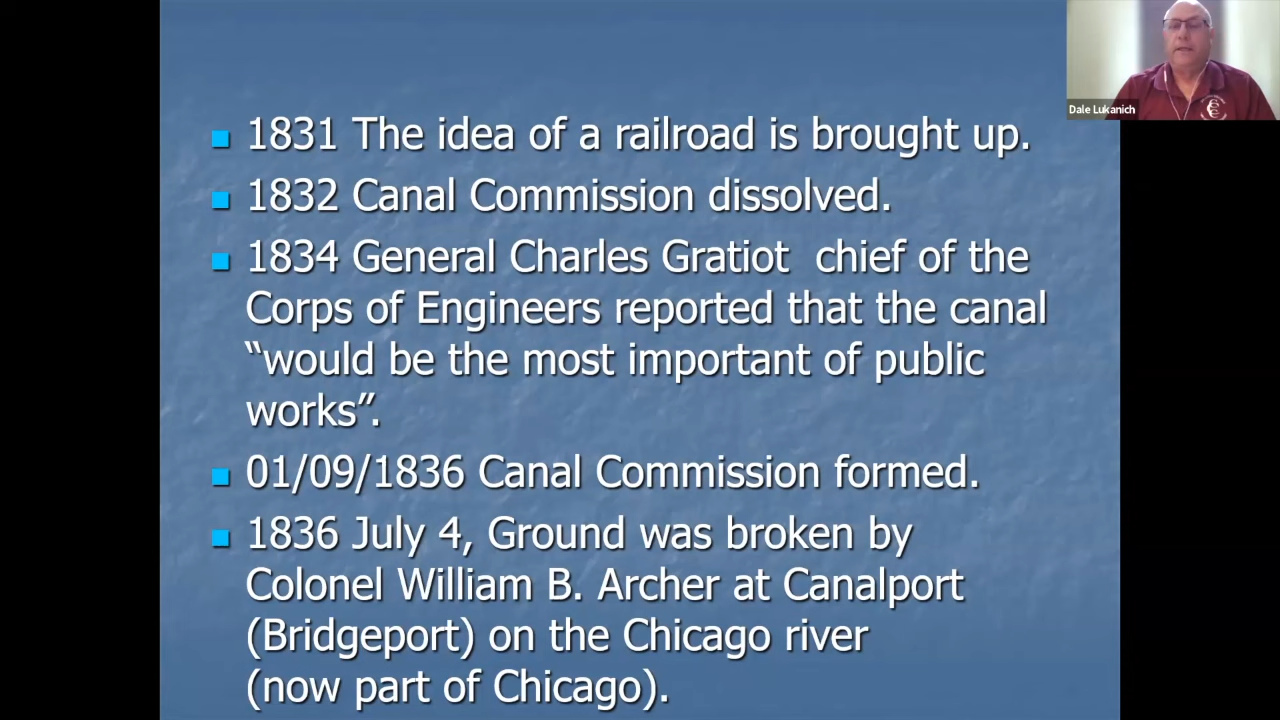 1831 The idea of a railroad is brought up.
1832 Canal Commission dissolved.
1834 General Charles Gratiot  chief of the
Corps of Engineers reported that the canal
“would be the most important of public
works”.
01/09/1836 Canal Commission formed.
1836 July 4, Ground was broken by
Colonel William B. Archer at Canalport
(Bridgeport) on the Chicago river
(now part of Chicago).
Dale Lukanich